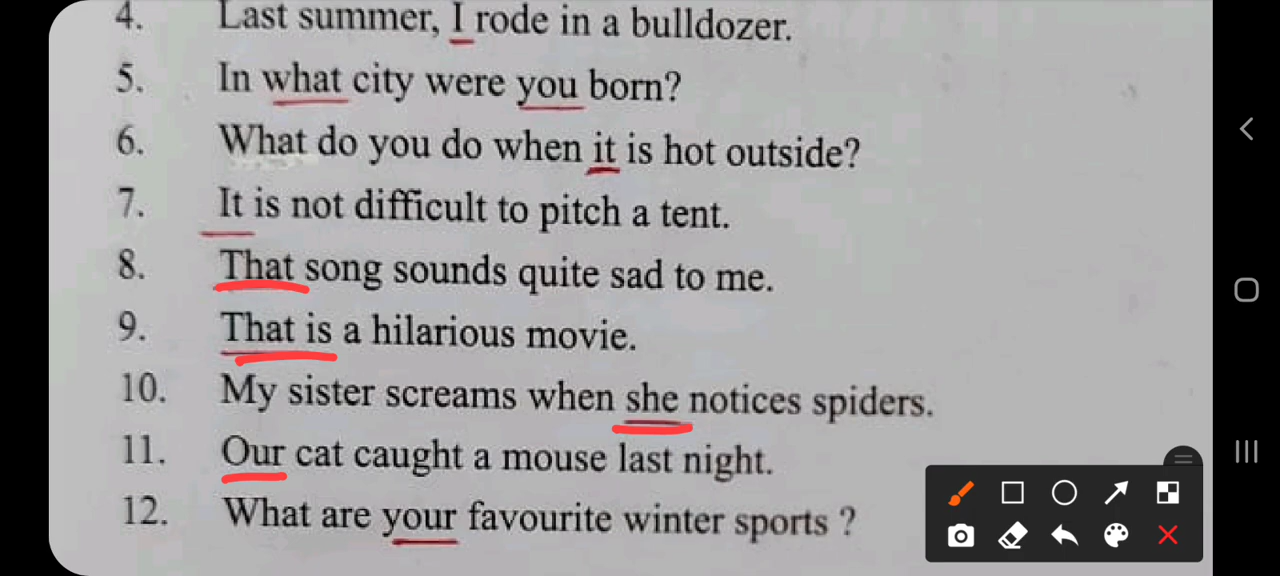 4. Last summer, I rode in a bulldozer.
5. In what city were you born?
6. What do you do when it is hot outside?
7. It is not difficult to pitch a tent.
8. That song sounds quite sad to me.
9. That is a hilarious movie.
10. My sister screams when she notices spiders.
11. Our cat caught a mouse last night.
12. What are your favourite winter sports ?